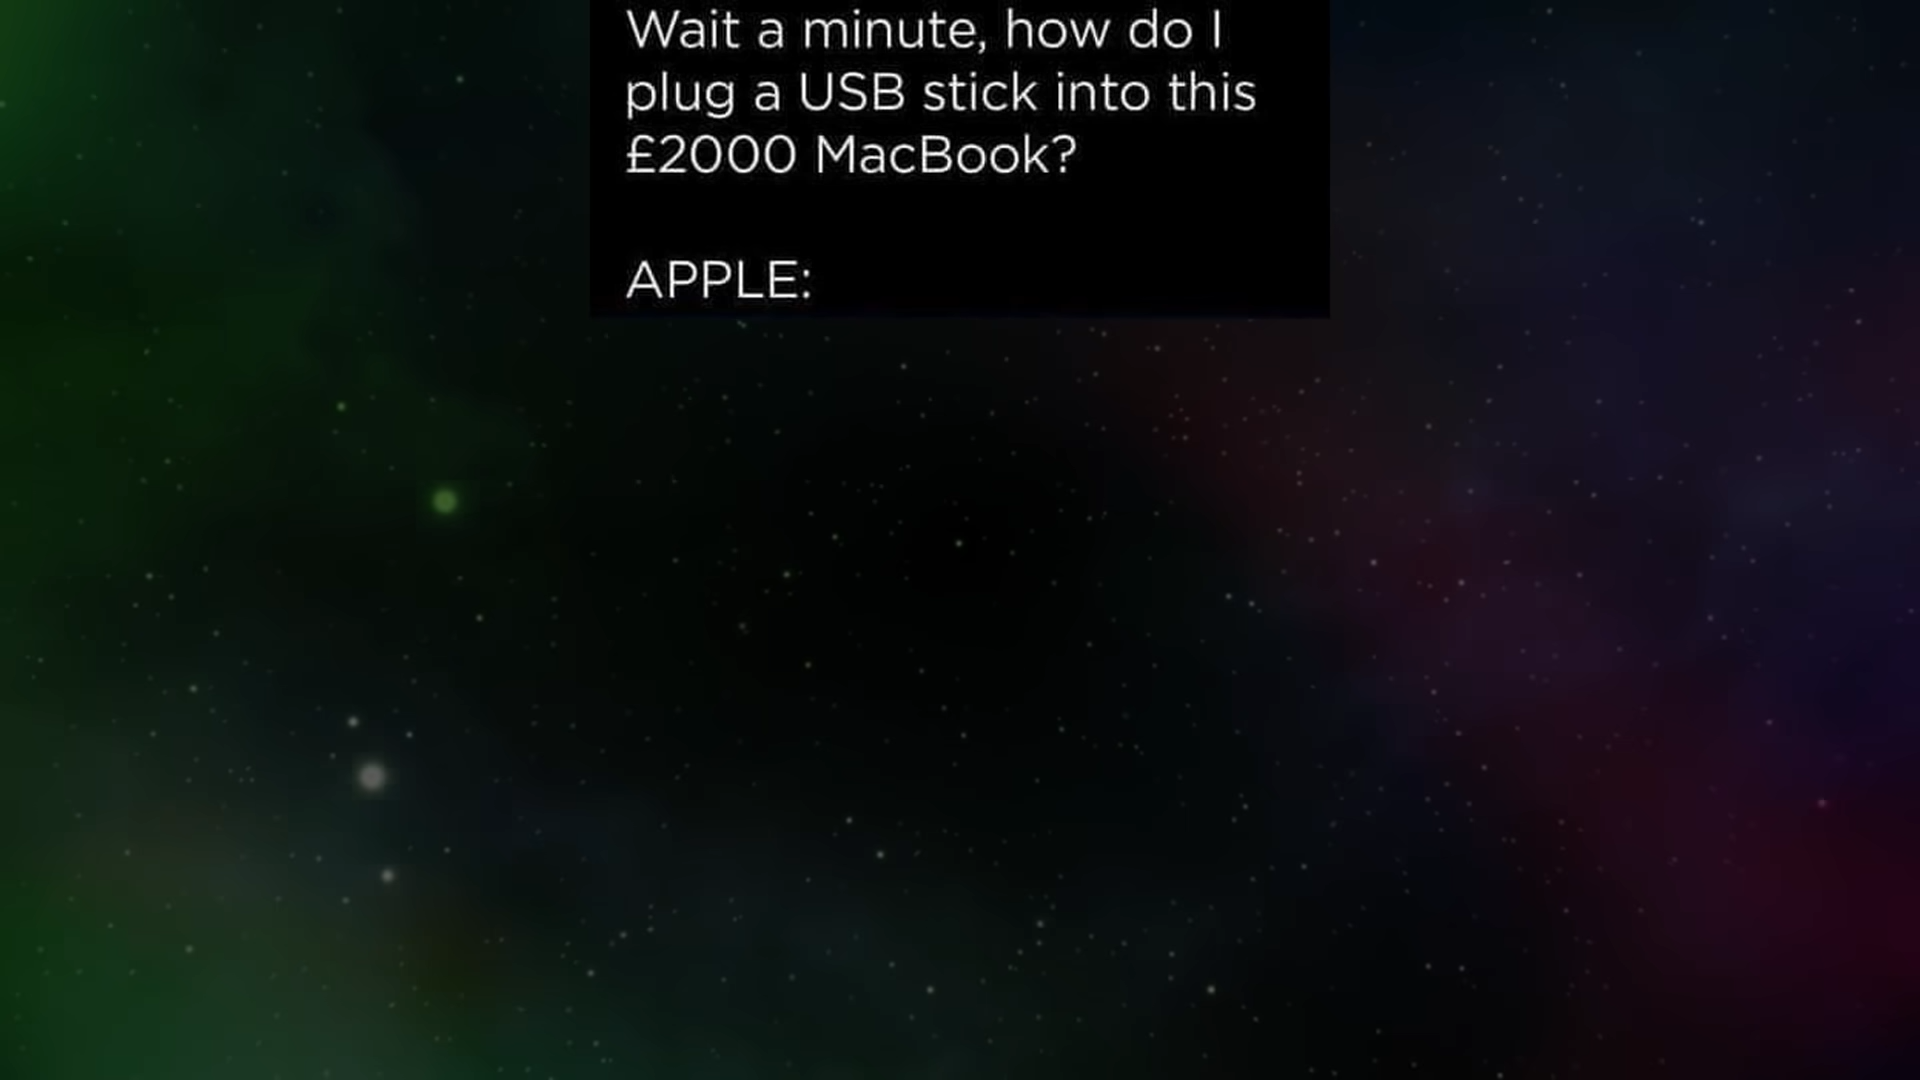 Wait a minute, how do I
plug a USB stick into this
£2000 MacBook?
APPLE: